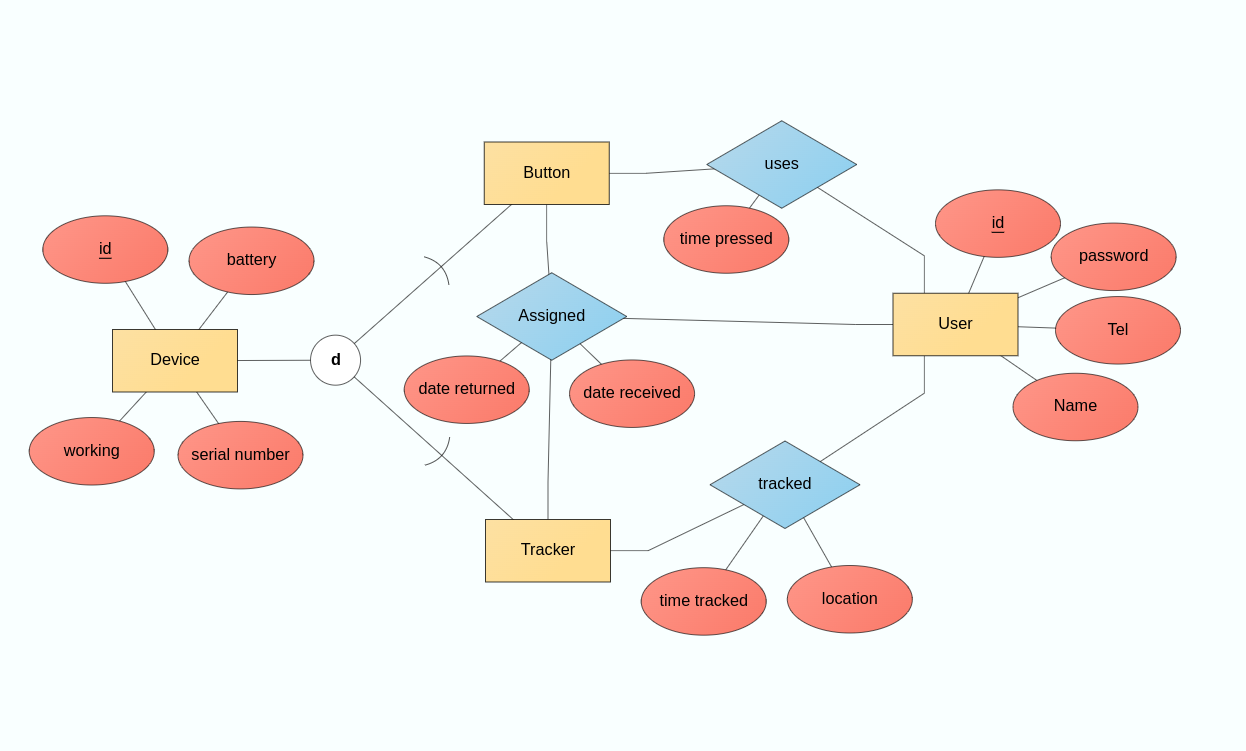 uses
Button
time pressed
id
id
password
battery
Assigned
User
Tel
Device
d
date returned
date received
Name
working
serial number
tracked
Tracker
time tracked
location